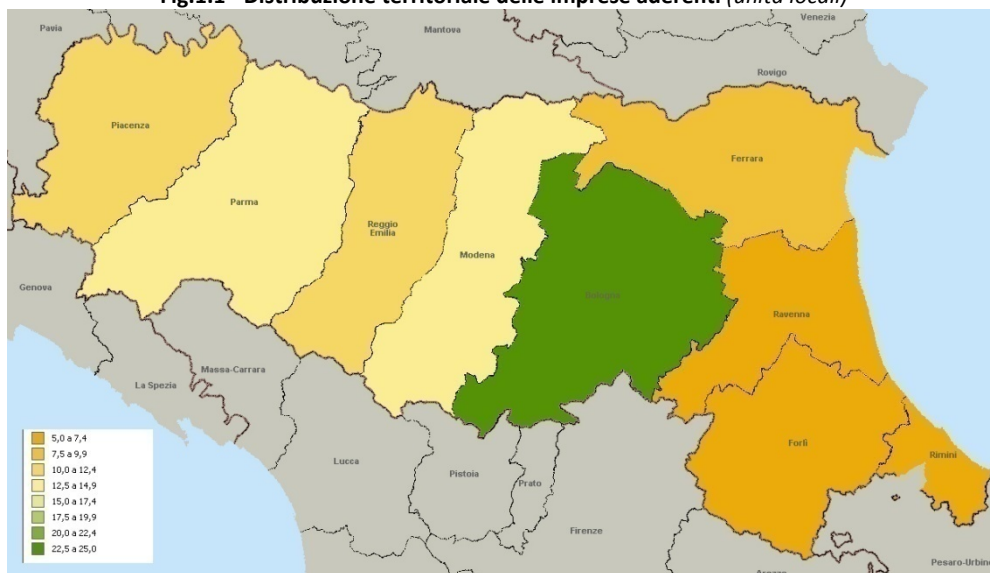 Fig.1.1 - Distribuzione territoriale delle imprese aderenti (unità locali)
Pavia
Mantova
Venezia
Rovigo
Piacenza
Ferrara
Parma
Reggio
Emilia
Modena
Genova
Bologna
Ravenna
Massa-Carrara
La Spezia
Forlì
Rimini
Lucca
Pistoia
Prato
Firenze
Arezzo
Pesaro-Urbino
5,0 a 7,4
7,5 a 9,9
10,0 a 12,4
12,5 a 14,9
15,0 a 17,4
17,5 a 19,9
20,0 a 22,4
22,5 a 25,0